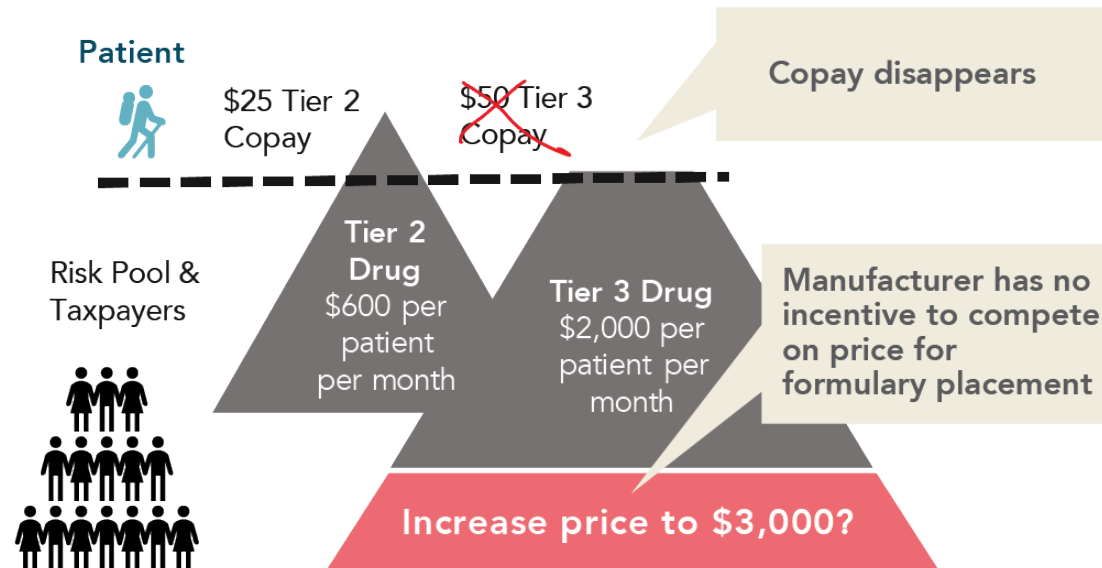 Patient
$25 Tier 2
Copay
$50 Tier 3
Copay
Copay disappears
Risk Pool &
Taxpayers
Tier 2
Drug
$600 per
patient
per month
Tier 3 Drug
$2,000 per
patient per
month
Manufacturer has no
incentive to compete
on price for
formulary placement
Increase price to $3,000?